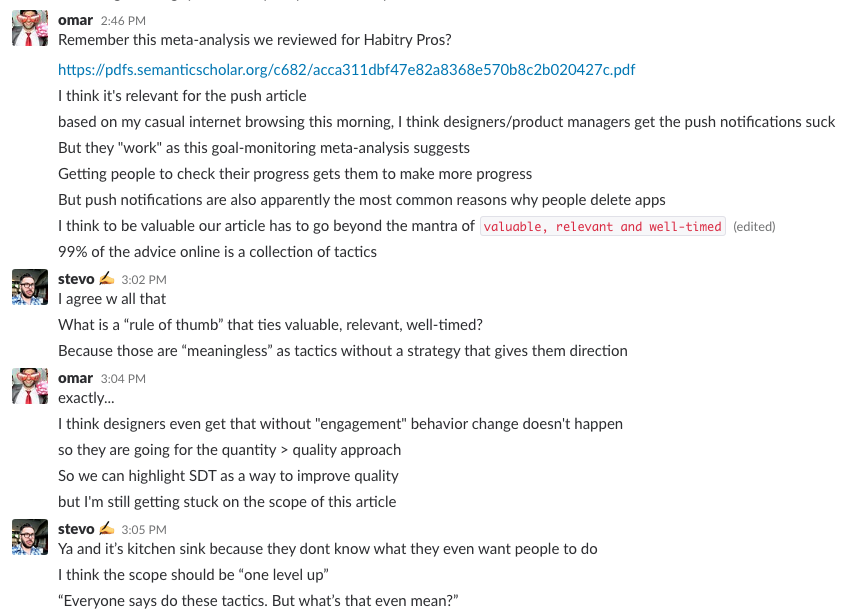 omar 2:46 PM
Remember this meta-analysis we reviewed for Habitry Pros?
https://pdfs.semanticscholar.org/c682/acca311dbf47e82a8368e570b8c2b020427c.pdf
I think it's relevant for the push article
based on my casual internet browsing this morning, I think designers/product managers get the push notifications suck
But they "work" as this goal-monitoring meta-analysis suggests
Getting people to check their progress gets them to make more progress
But push notifications are also apparently the most common reasons why people delete apps
I think to be valuable our article has to go beyond the mantra of valuable, relevant and well-timed (edited)
99% of the advice online is a collection of tactics
stevo ✍️ 3:02 PM
I agree w all that
What is a “rule of thumb” that ties valuable, relevant, well-timed?
Because those are “meaningless” as tactics without a strategy that gives them direction
omar 3:04 PM
exactly...
I think designers even get that without "engagement" behavior change doesn't happen
so they are going for the quantity > quality approach
So we can highlight SDT as a way to improve quality
but I'm still getting stuck on the scope of this article
stevo ✍️ 3:05 PM
Ya and it’s kitchen sink because they dont know what they even want people to do
I think the scope should be “one level up”
“Everyone says do these tactics. But what’s that even mean?”